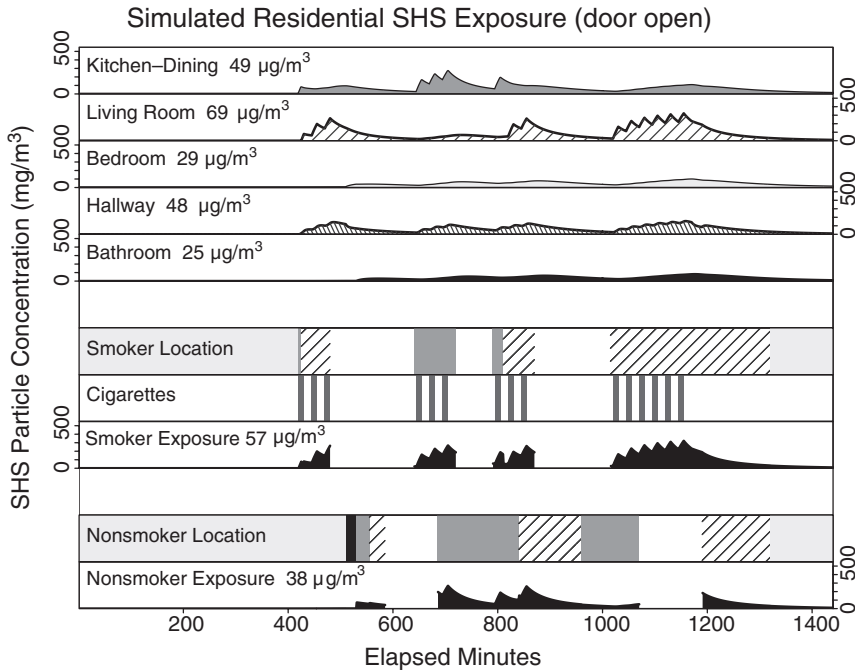 Simulated Residential SHS Exposure (door open)
SHS Particle Concentration (mg/m3)
0 500
Kitchen–Dining 49 µg/m3
Living Room 69 µg/m3
0 500
0 500
Bedroom 29 µg/m3
Hallway 48 µg/m3
0 500
0 500
Bathroom 25 µg/m3
Smoker Location
Cigarettes
0 500
Smoker Exposure 57 µg/m3
Nonsmoker Location
Nonsmoker Exposure 38 µg/m3
0 500
200 400 600 800 1000 1200 1400
Elapsed Minutes